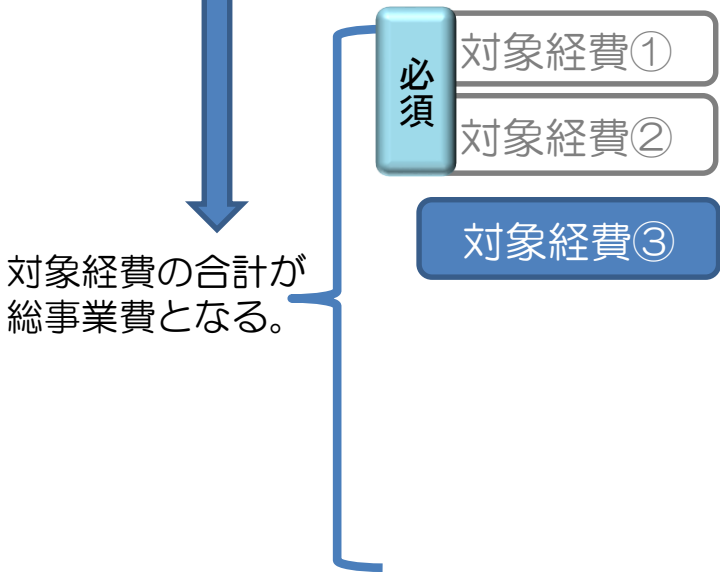 必須
対象経費①
対象経費②
対象経費③
対象経費の合計が
総事業費となる。